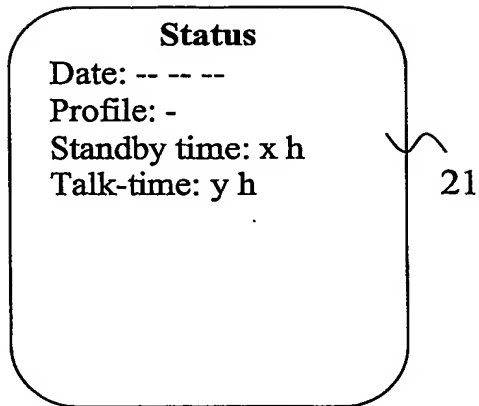 Status
Date: -- -- --
Profile: -
Standby time: x h
Talk-time: y h
21